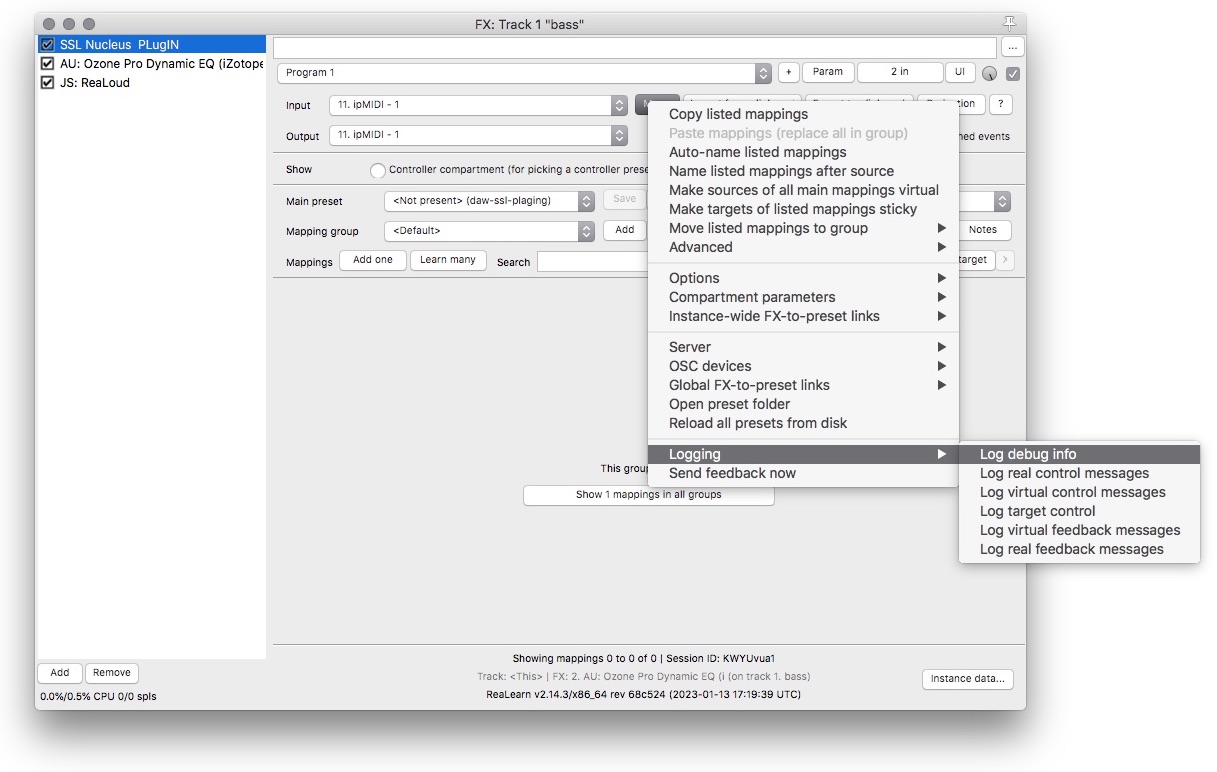 FX: Track 1 "bass"
SSL Nucleus PLugIN
AU: Ozone Pro Dynamic EQ (iZotope
JS: ReaLoud
...
Program 1
+
Param
2 in
UI
Input
11. ipMIDI - 1
?
Output
11. ipMIDI - 1
events
Show
Controller compartment (for picking a controller prese
Main preset
<Not present> (daw-ssl-plaging)
Save
Mapping group
<Default>
Add
Notes
Mappings
Add one
Learn many
Search
target
>
Copy listed mappings
Paste mappings (replace all in group)
Auto-name listed mappings
Name listed mappings after source
Make sources of all main mappings virtual
Make targets of listed mappings sticky
Move listed mappings to group
Advanced
Options
Compartment parameters
Instance-wide FX-to-preset links
Server
OSC devices
Global FX-to-preset links
Open preset folder
Reload all presets from disk
Logging
Send feedback now
Log debug info
Log real control messages
Log virtual control messages
Log target control
Log virtual feedback messages
Log real feedback messages
This group
Show 1 mappings in all groups
Showing mappings 0 to 0 of 0 | Session ID: KWYUvua1
Track: <This> | FX: 2. AU: Ozone Pro Dynamic EQ (i (on track 1. bass)
ReaLearn v2.14.3/x86_64 rev 68c524 (2023-01-13 17:19:39 UTC)
Instance data...
Add
Remove
0.0%/0.5% CPU 0/0 spls